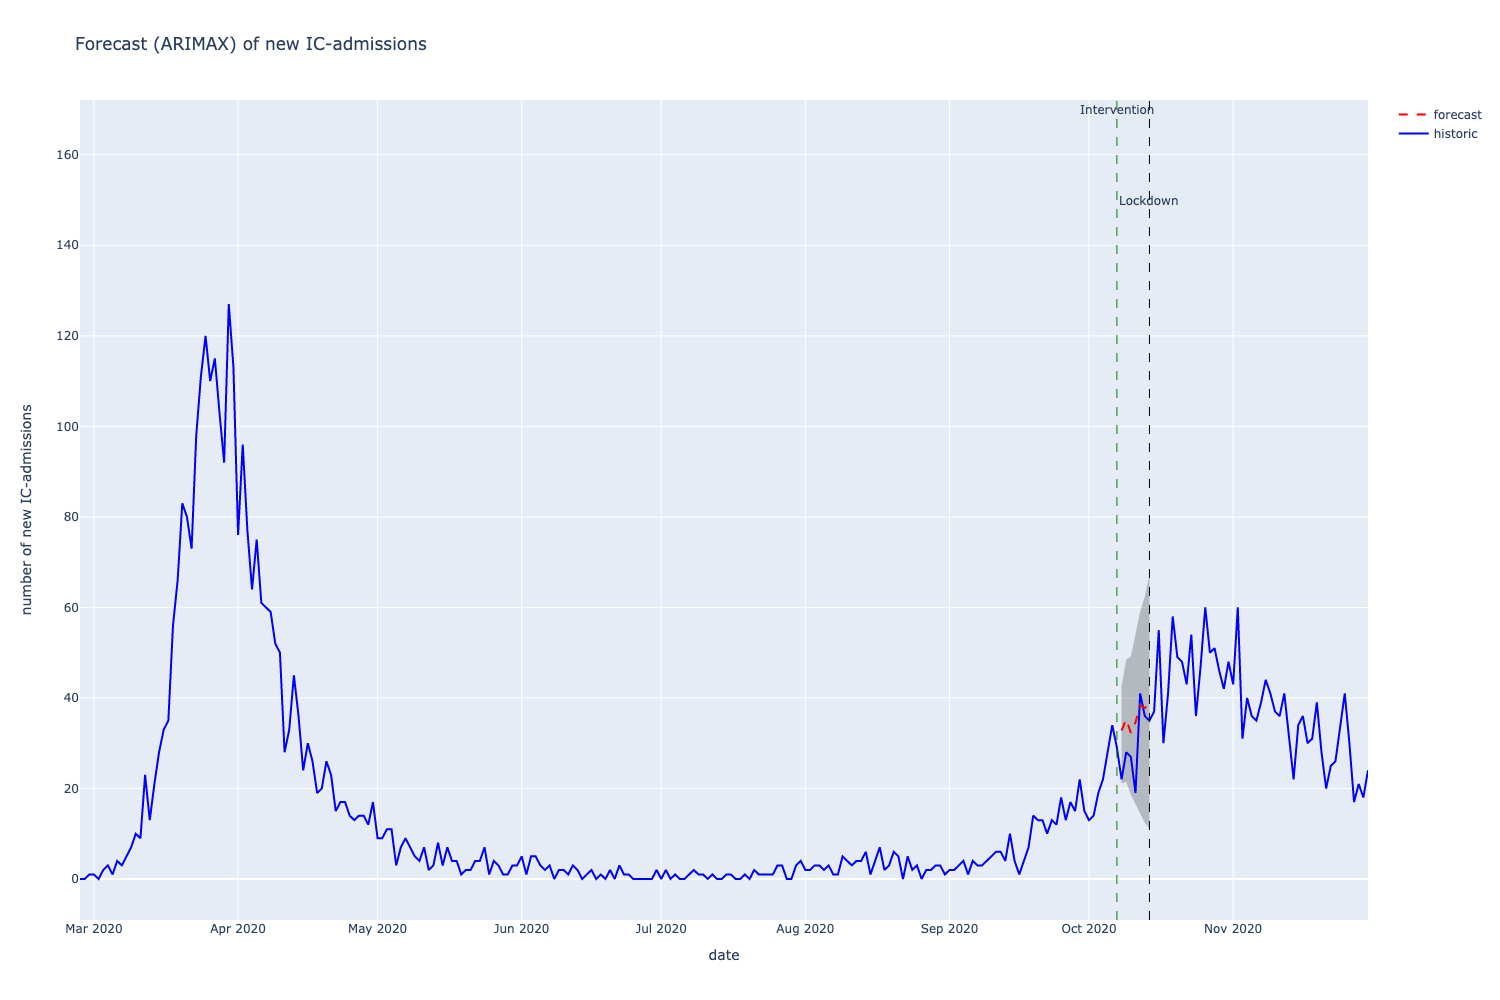 Forecast (ARIMAX) of new IC-admissions
Intervention
Lockdown
forecast
historic
160
140
120
100
80
60
40
20
0
number of new IC-admissions
Mar 2020
Apr 2020
May 2020
Jun 2020
Jul 2020
Aug 2020
Sep 2020
Oct 2020
Nov 2020
date